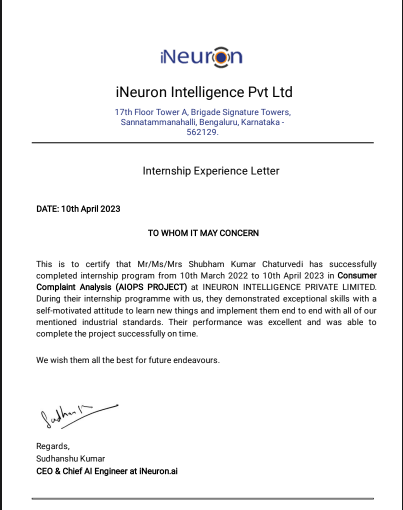 iNeuron
iNeuron Intelligence Pvt Ltd
17th Floor Tower A, Brigade Signature Towers,
Sannatammanahalli, Bengaluru, Karnataka -
562129.
Internship Experience Letter
DATE: 10th April 2023
TO WHOM IT MAY CONCERN
This is to certify that Mr/Ms/Mrs Shubham Kumar Chaturvedi has successfully
completed internship program from 10th March 2022 to 10th April 2023 in Consumer
Complaint Analysis (AIOPS PROJECT) at INEURON INTELLIGENCE PRIVATE LIMITED.
During their internship programme with us, they demonstrated exceptional skills with a
self-motivated attitude to learn new things and implement them end to end with all of our
mentioned industrial standards. Their performance was excellent and was able to
complete the project successfully on time.
We wish them all the best for future endeavours.
Regards,
Sudhanshu Kumar
CEO & Chief AI Engineer at iNeuron.ai